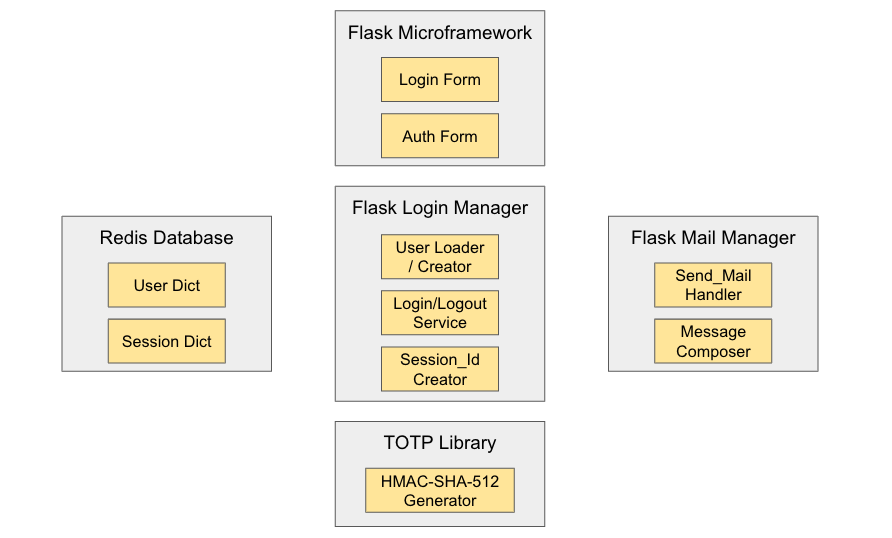 Flask Microframework
Login Form
Auth Form
Redis Database
User Dict
Session Dict
Flask Login Manager
User Loader
/ Creator
Login/Logout
Service
Session_Id
Creator
Flask Mail Manager
Send_Mail
Handler
Message
Composer
TOTP Library
HMAC-SHA-512
Generator